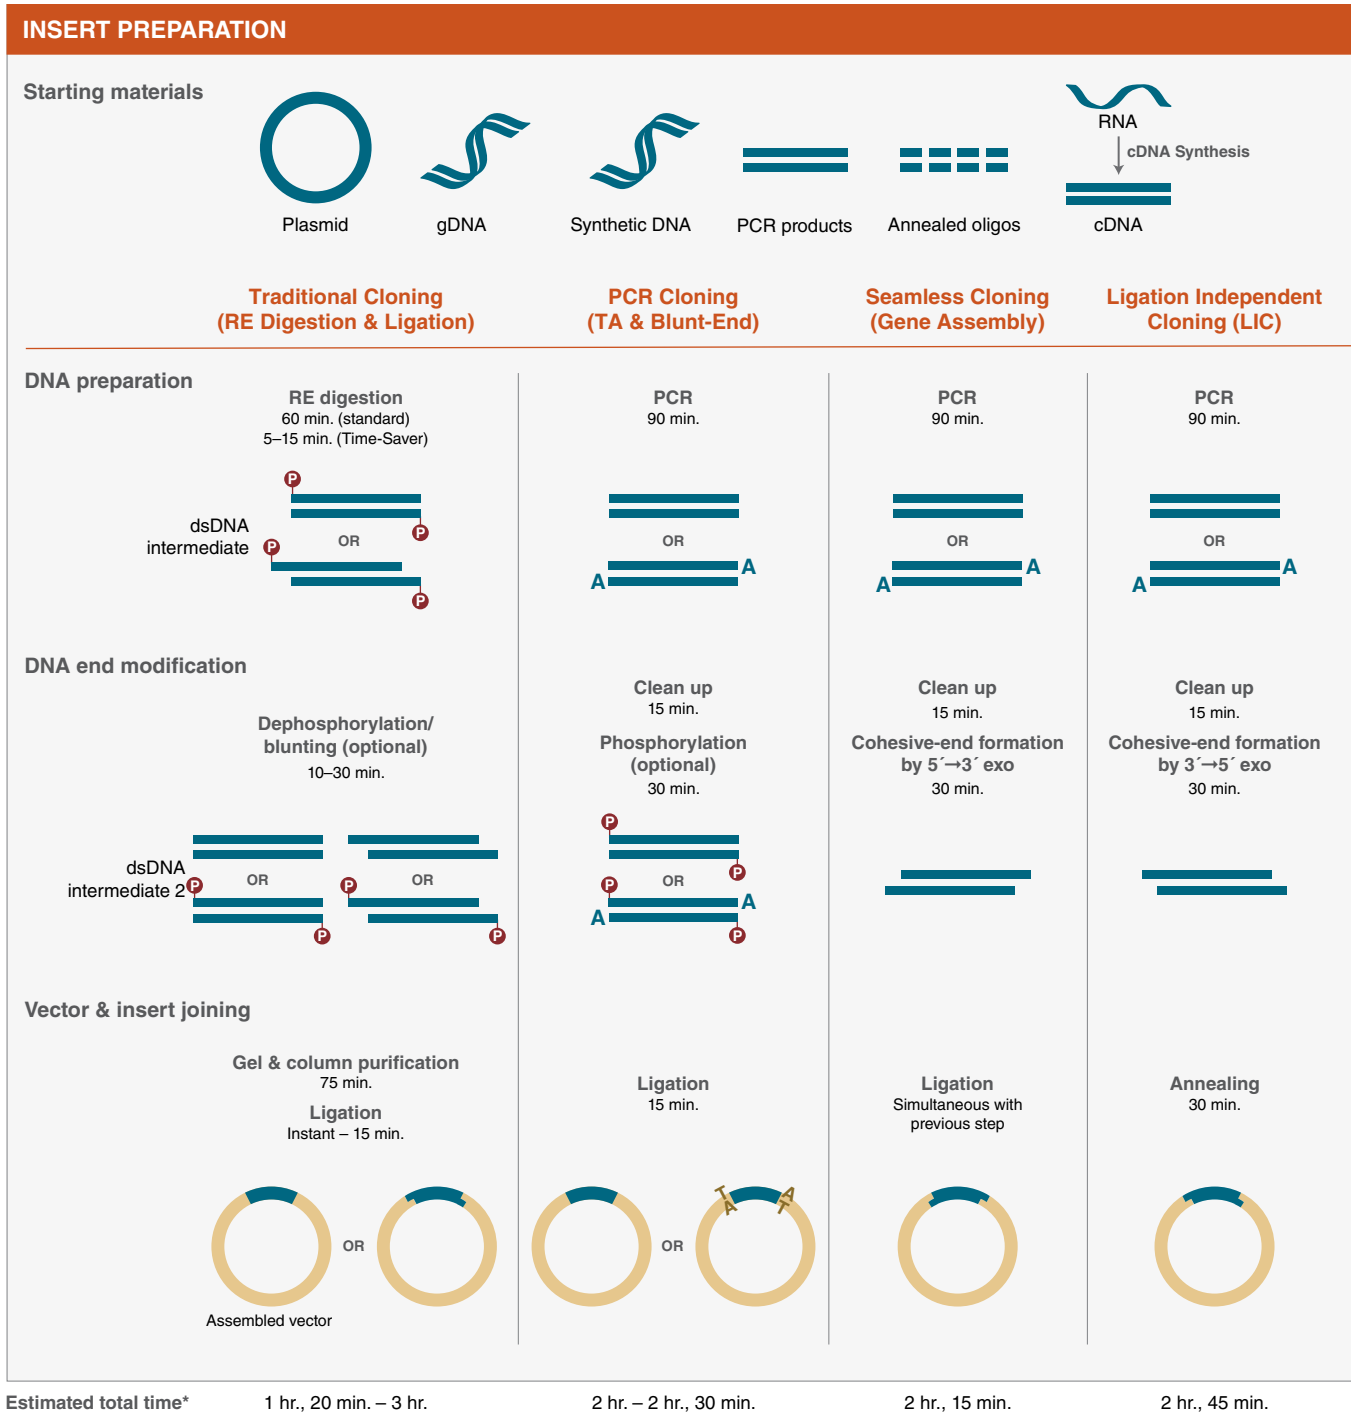 INSERT PREPARATION
Starting materials
RNA
cDNA Synthesis
Plasmid
gDNA
Synthetic DNA
PCR products
Annealed oligos
cDNA
Traditional Cloning
(RE Digestion & Ligation)
PCR Cloning
(TA & Blunt-End)
Seamless Cloning
(Gene Assembly)
Ligation Independent
Cloning (LIC)
DNA preparation
RE digestion
60 min. (standard)
5–15 min. (Time-Saver)
PCR
90 min.
PCR
90 min.
PCR
90 min.
dsDNA
intermediate
P
P
OR
P
P
OR
A
A
OR
A
A
OR
A
A
DNA end modification
Dephosphorylation/
blunting (optional)
10–30 min.
Clean up
15 min.
Phosphorylation
(optional)
30 min.
Clean up
15 min.
Cohesive-end formation
by 5´→3´ exo
30 min.
Clean up
15 min.
Cohesive-end formation
by 3´→5´ exo
30 min.
dsDNA
intermediate 2
OR
P
P
OR
P
P
P
P
OR
P
A
A
P
Vector & insert joining
Gel & column purification
75 min.
Ligation
Instant – 15 min.
Ligation
15 min.
Ligation
Simultaneous with
previous step
Annealing
30 min.
OR
Assembled vector
OR
T
A
A
T
Estimated total time*
1 hr., 20 min. – 3 hr.
2 hr. – 2 hr., 30 min.
2 hr., 15 min.
2 hr., 45 min.